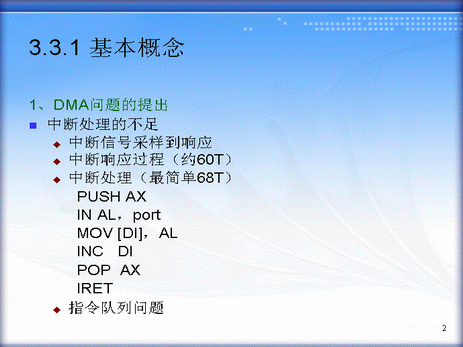 3.3.1 基本概念
1、DMA问题的提出
中断处理的不足
中断信号采样到响应
中断响应过程（约60T）
中断处理（最简单68T）
PUSH AX
IN AL，port
MOV [DI]，AL
INC DI
POP AX
IRET
指令队列问题
2